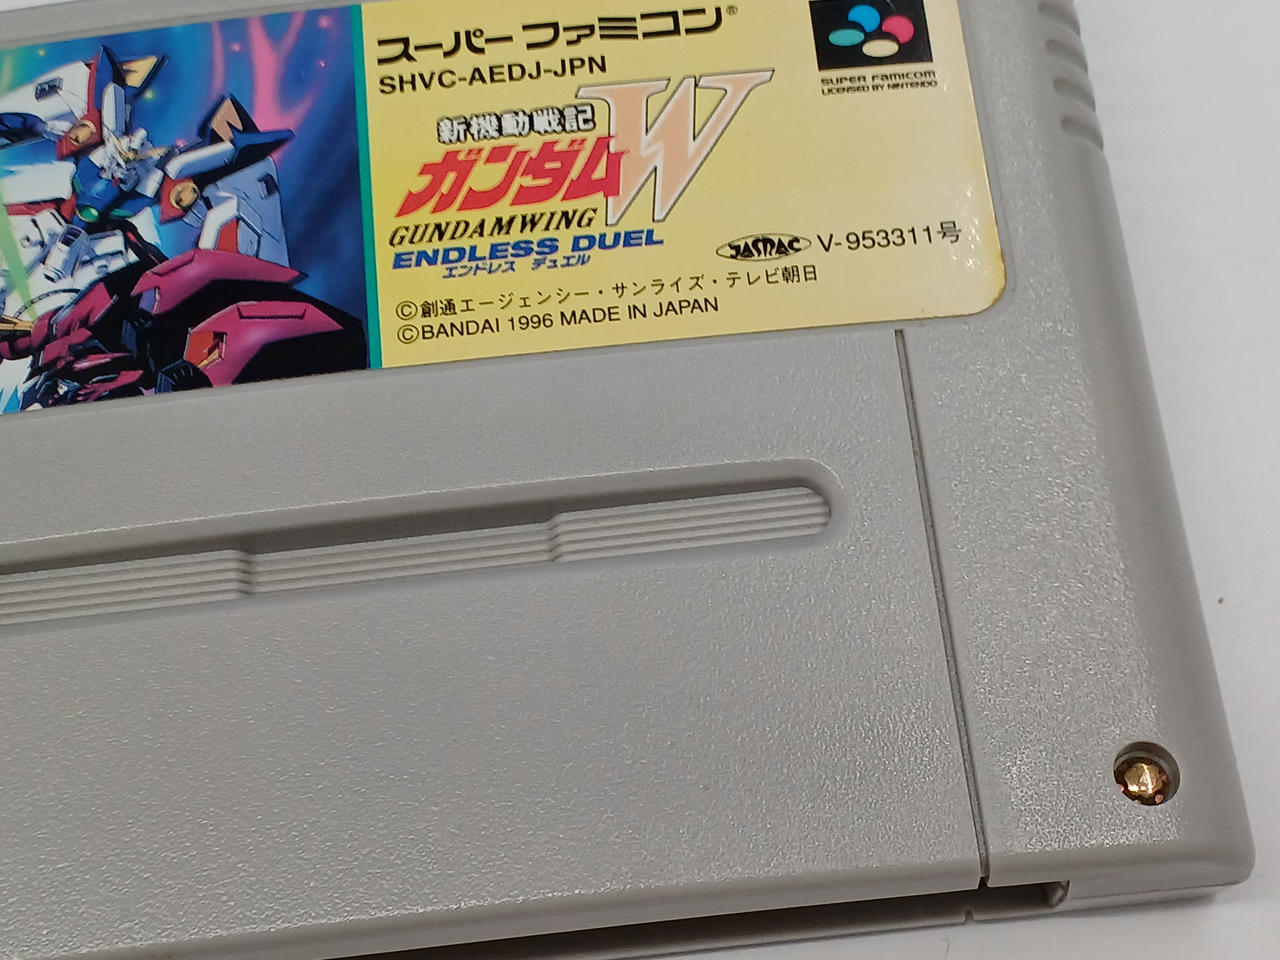 スーパーファミコン®
SHVC-AEDJ-JPN
SUPER FAMICOM
LICENSED BY NINTENDO
新機動戦記
ガンダムW
GUNDAMWING
ENDLESS DUEL
エンドレス デュエル
JASRAC V-953311号
©創通エージェンシー・サンライズ・テレビ朝日
©BANDAI 1996 MADE IN JAPAN